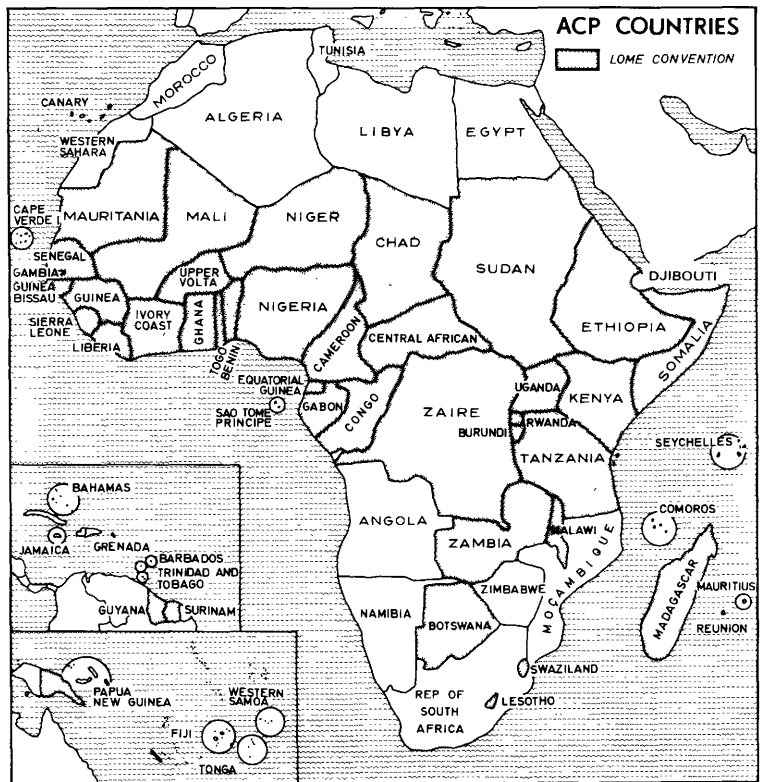 ACP COUNTRIES
LOME CONVENTION
TUNISIA
MOROCCO
CANARY
ALGERIA
LIBYA
EGYPT
WESTERN
SAHARA
CAPE
VERDE I
MAURITANIA
MALI
NIGER
CHAD
SUDAN
SENEGAL
GAMBIA
GUINEA
BISSAU
GUINEA
UPPER
VOLTA
NIGERIA
DJIBOUTI
SIERRA
LEONE
IVORY
COAST
GHANA
LIBERIA
TOGO
BENIN
CAMEROON
CENTRAL AFRICAN
ETHIOPIA
SOMALIA
EQUATORIAL
GUINEA
SAO TOME
PRINCIPE
GABON
CONGO
ZAIRE
UGANDA
KENYA
RWANDA
BURUNDI
TANZANIA
SEYCHELLES
BAHAMAS
JAMAICA
GRENADA
BARBADOS
TRINIDAD AND
TOBAGO
GUYANA
SURINAM
ANGOLA
ZAMBIA
MALAWI
COMOROS
MOÇAMBIQUE
ZIMBABWE
MADAGASCAR
MAURITIUS
REUNION
NAMIBIA
BOTSWANA
SWAZILAND
LESOTHO
REP OF
SOUTH
AFRICA
PAPUA
NEW GUINEA
WESTERN
SAMOA
FIJI
TONGA